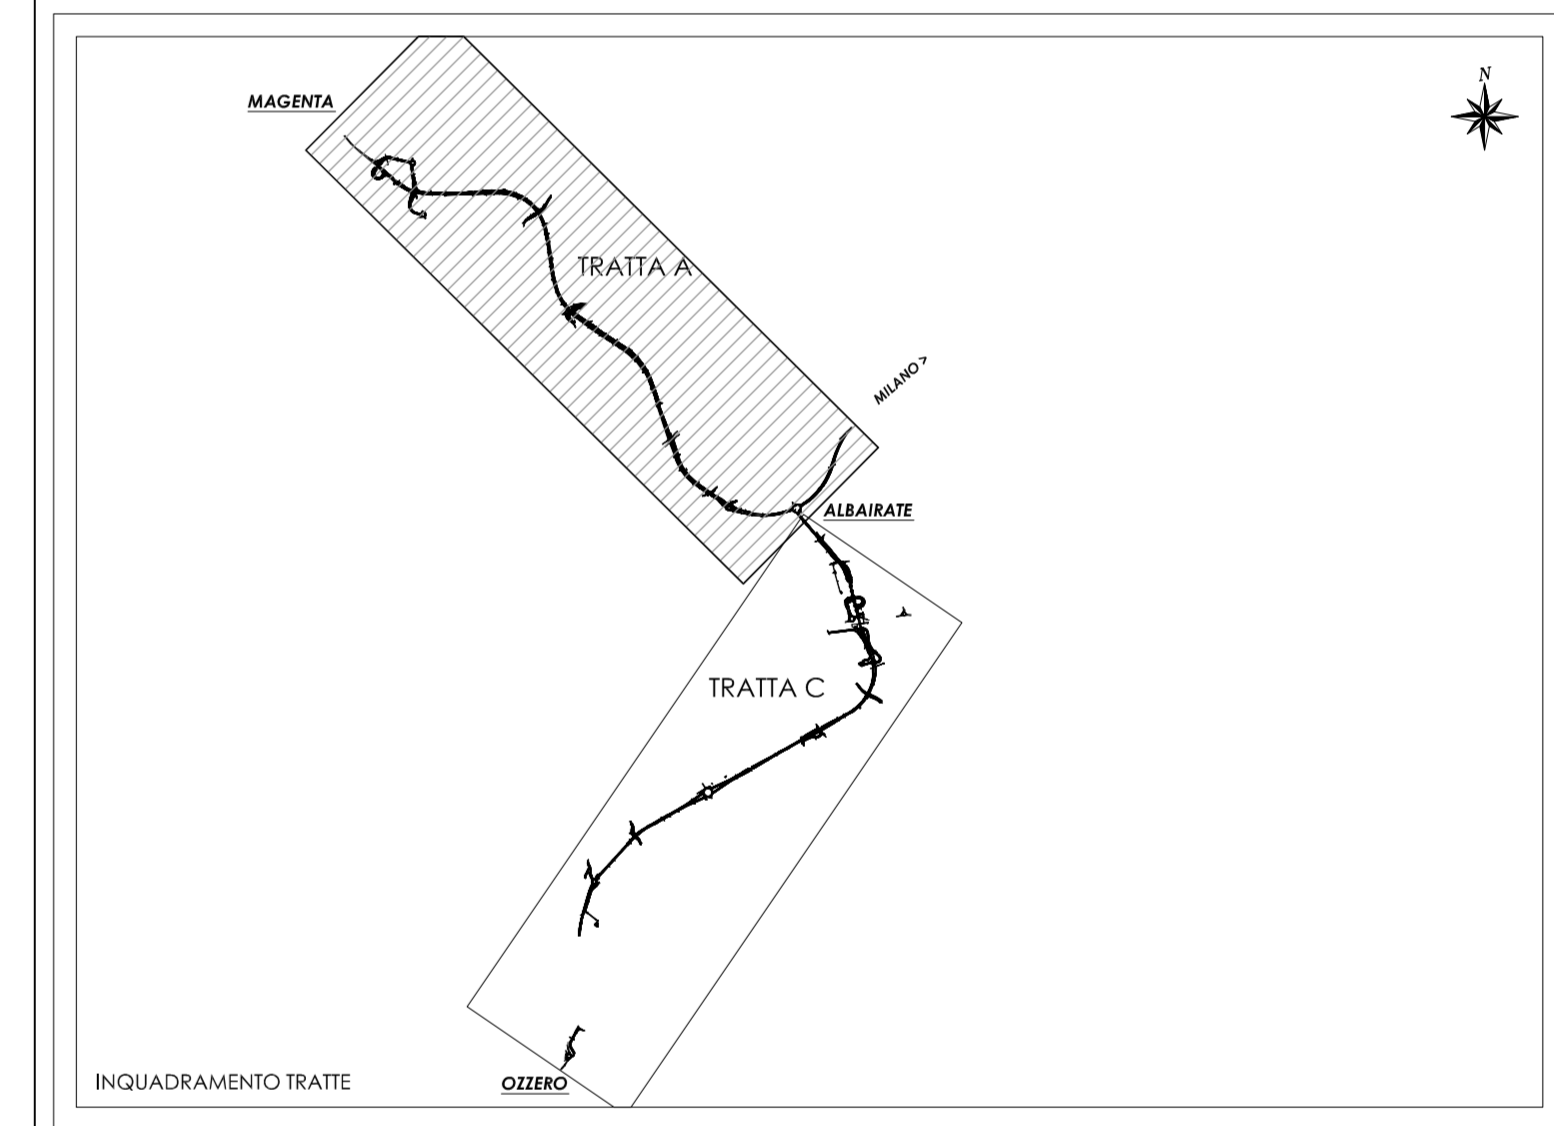 N
MAGENTA
TRATTA A
MILANO >
ALBAIRATE
TRATTA C
INQUADRAMENTO TRATTE
OZZERO